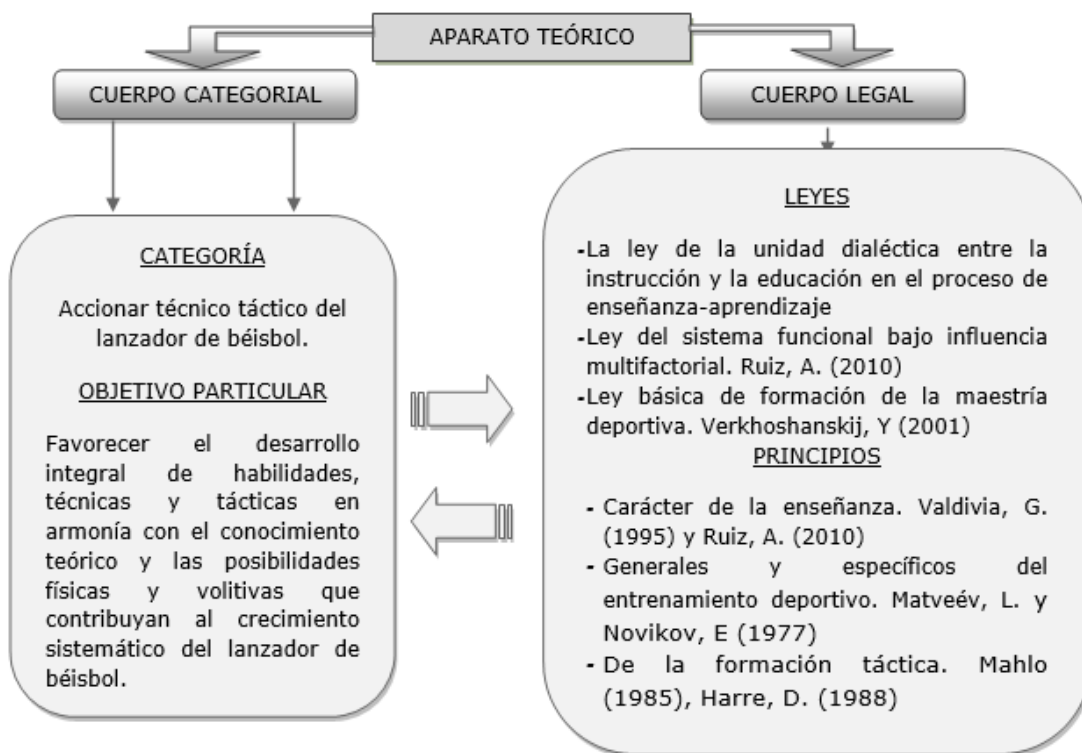 APARATO TEÓRICO
CUERPO CATEGORIAL
CUERPO LEGAL
CATEGORÍA
Accionar técnico táctico del
lanzador de béisbol.
OBJETIVO PARTICULAR
Favorecer el desarrollo
integral de habilidades,
técnicas y tácticas en
armonía con el conocimiento
teórico y las posibilidades
físicas y volitivas que
contribuyan al crecimiento
sistemático del lanzador de
béisbol.
LEYES
-La ley de la unidad dialéctica entre la
instrucción y la educación en el proceso de
enseñanza-aprendizaje
-Ley del sistema funcional bajo influencia
multifactorial. Ruiz, A. (2010)
-Ley básica de formación de la maestría
deportiva. Verkhoshanskij, Y (2001)
PRINCIPIOS
- Carácter de la enseñanza. Valdivia, G.
(1995) y Ruiz, A. (2010)
- Generales y específicos del
entrenamiento deportivo. Matveév, L. y
Novikov, E (1977)
- De la formación táctica. Mahlo
(1985), Harre, D. (1988)